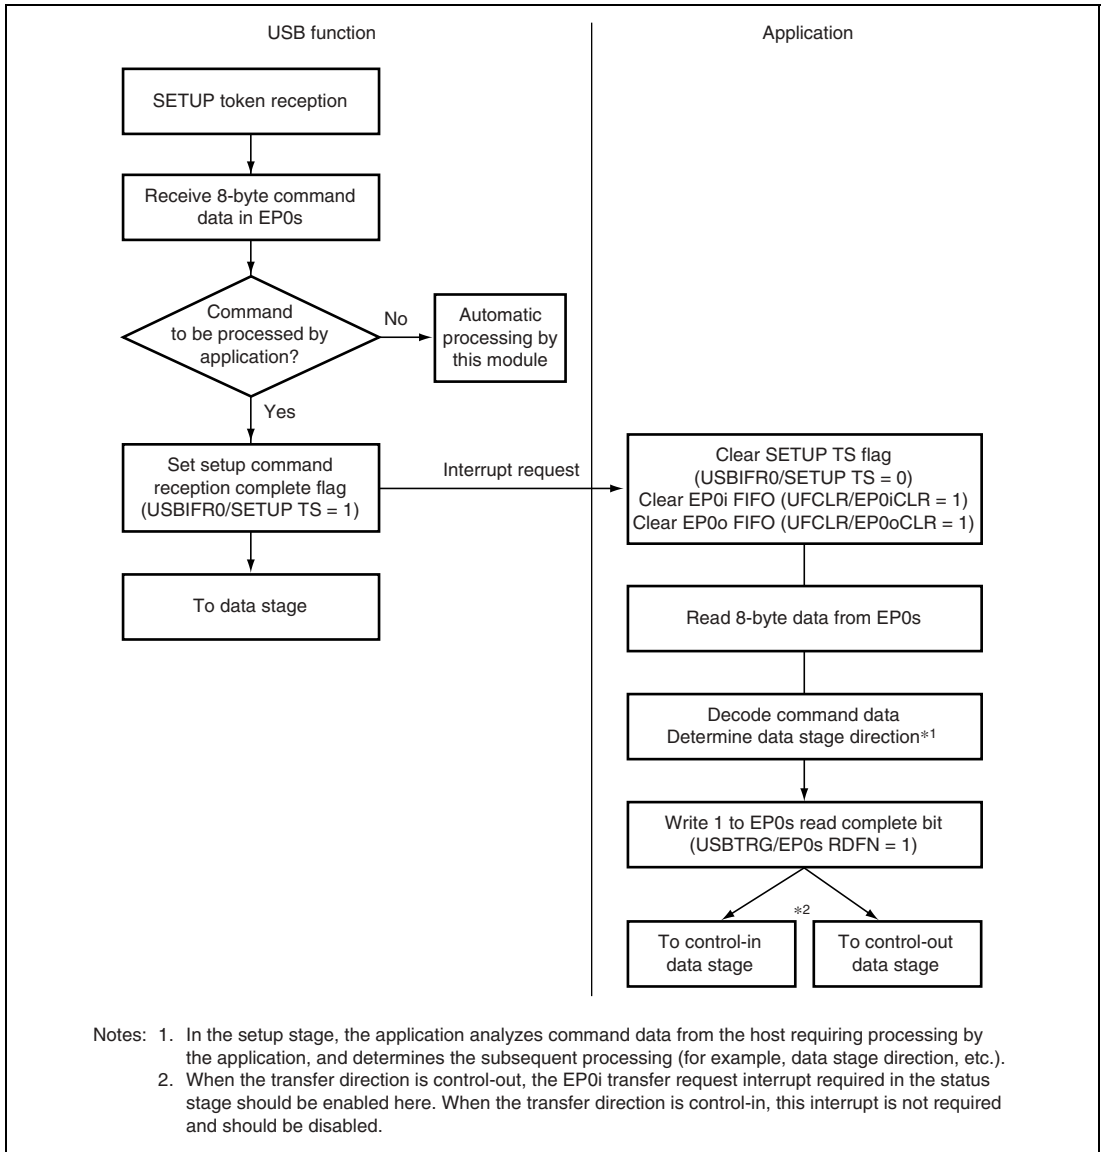 USB function
Application
SETUP token reception
Receive 8-byte command
data in EP0s
Command
to be processed by
application?
No
Automatic
processing by
this module
Yes
Set setup command
reception complete flag
(USBIFR0/SETUP TS = 1)
Interrupt request
To data stage
Clear SETUP TS flag
(USBIFR0/SETUP TS = 0)
Clear EP0i FIFO (UFCLR/EP0iCLR = 1)
Clear EP0o FIFO (UFCLR/EP0oCLR = 1)
Read 8-byte data from EP0s
Decode command data
Determine data stage direction*1
Write 1 to EP0s read complete bit
(USBTRG/EP0s RDFN = 1)
*2
To control-in
data stage
To control-out
data stage
Notes: 1. In the setup stage, the application analyzes command data from the host requiring processing by
the application, and determines the subsequent processing (for example, data stage direction, etc.).
2. When the transfer direction is control-out, the EP0i transfer request interrupt required in the status
stage should be enabled here. When the transfer direction is control-in, this interrupt is not required
and should be disabled.